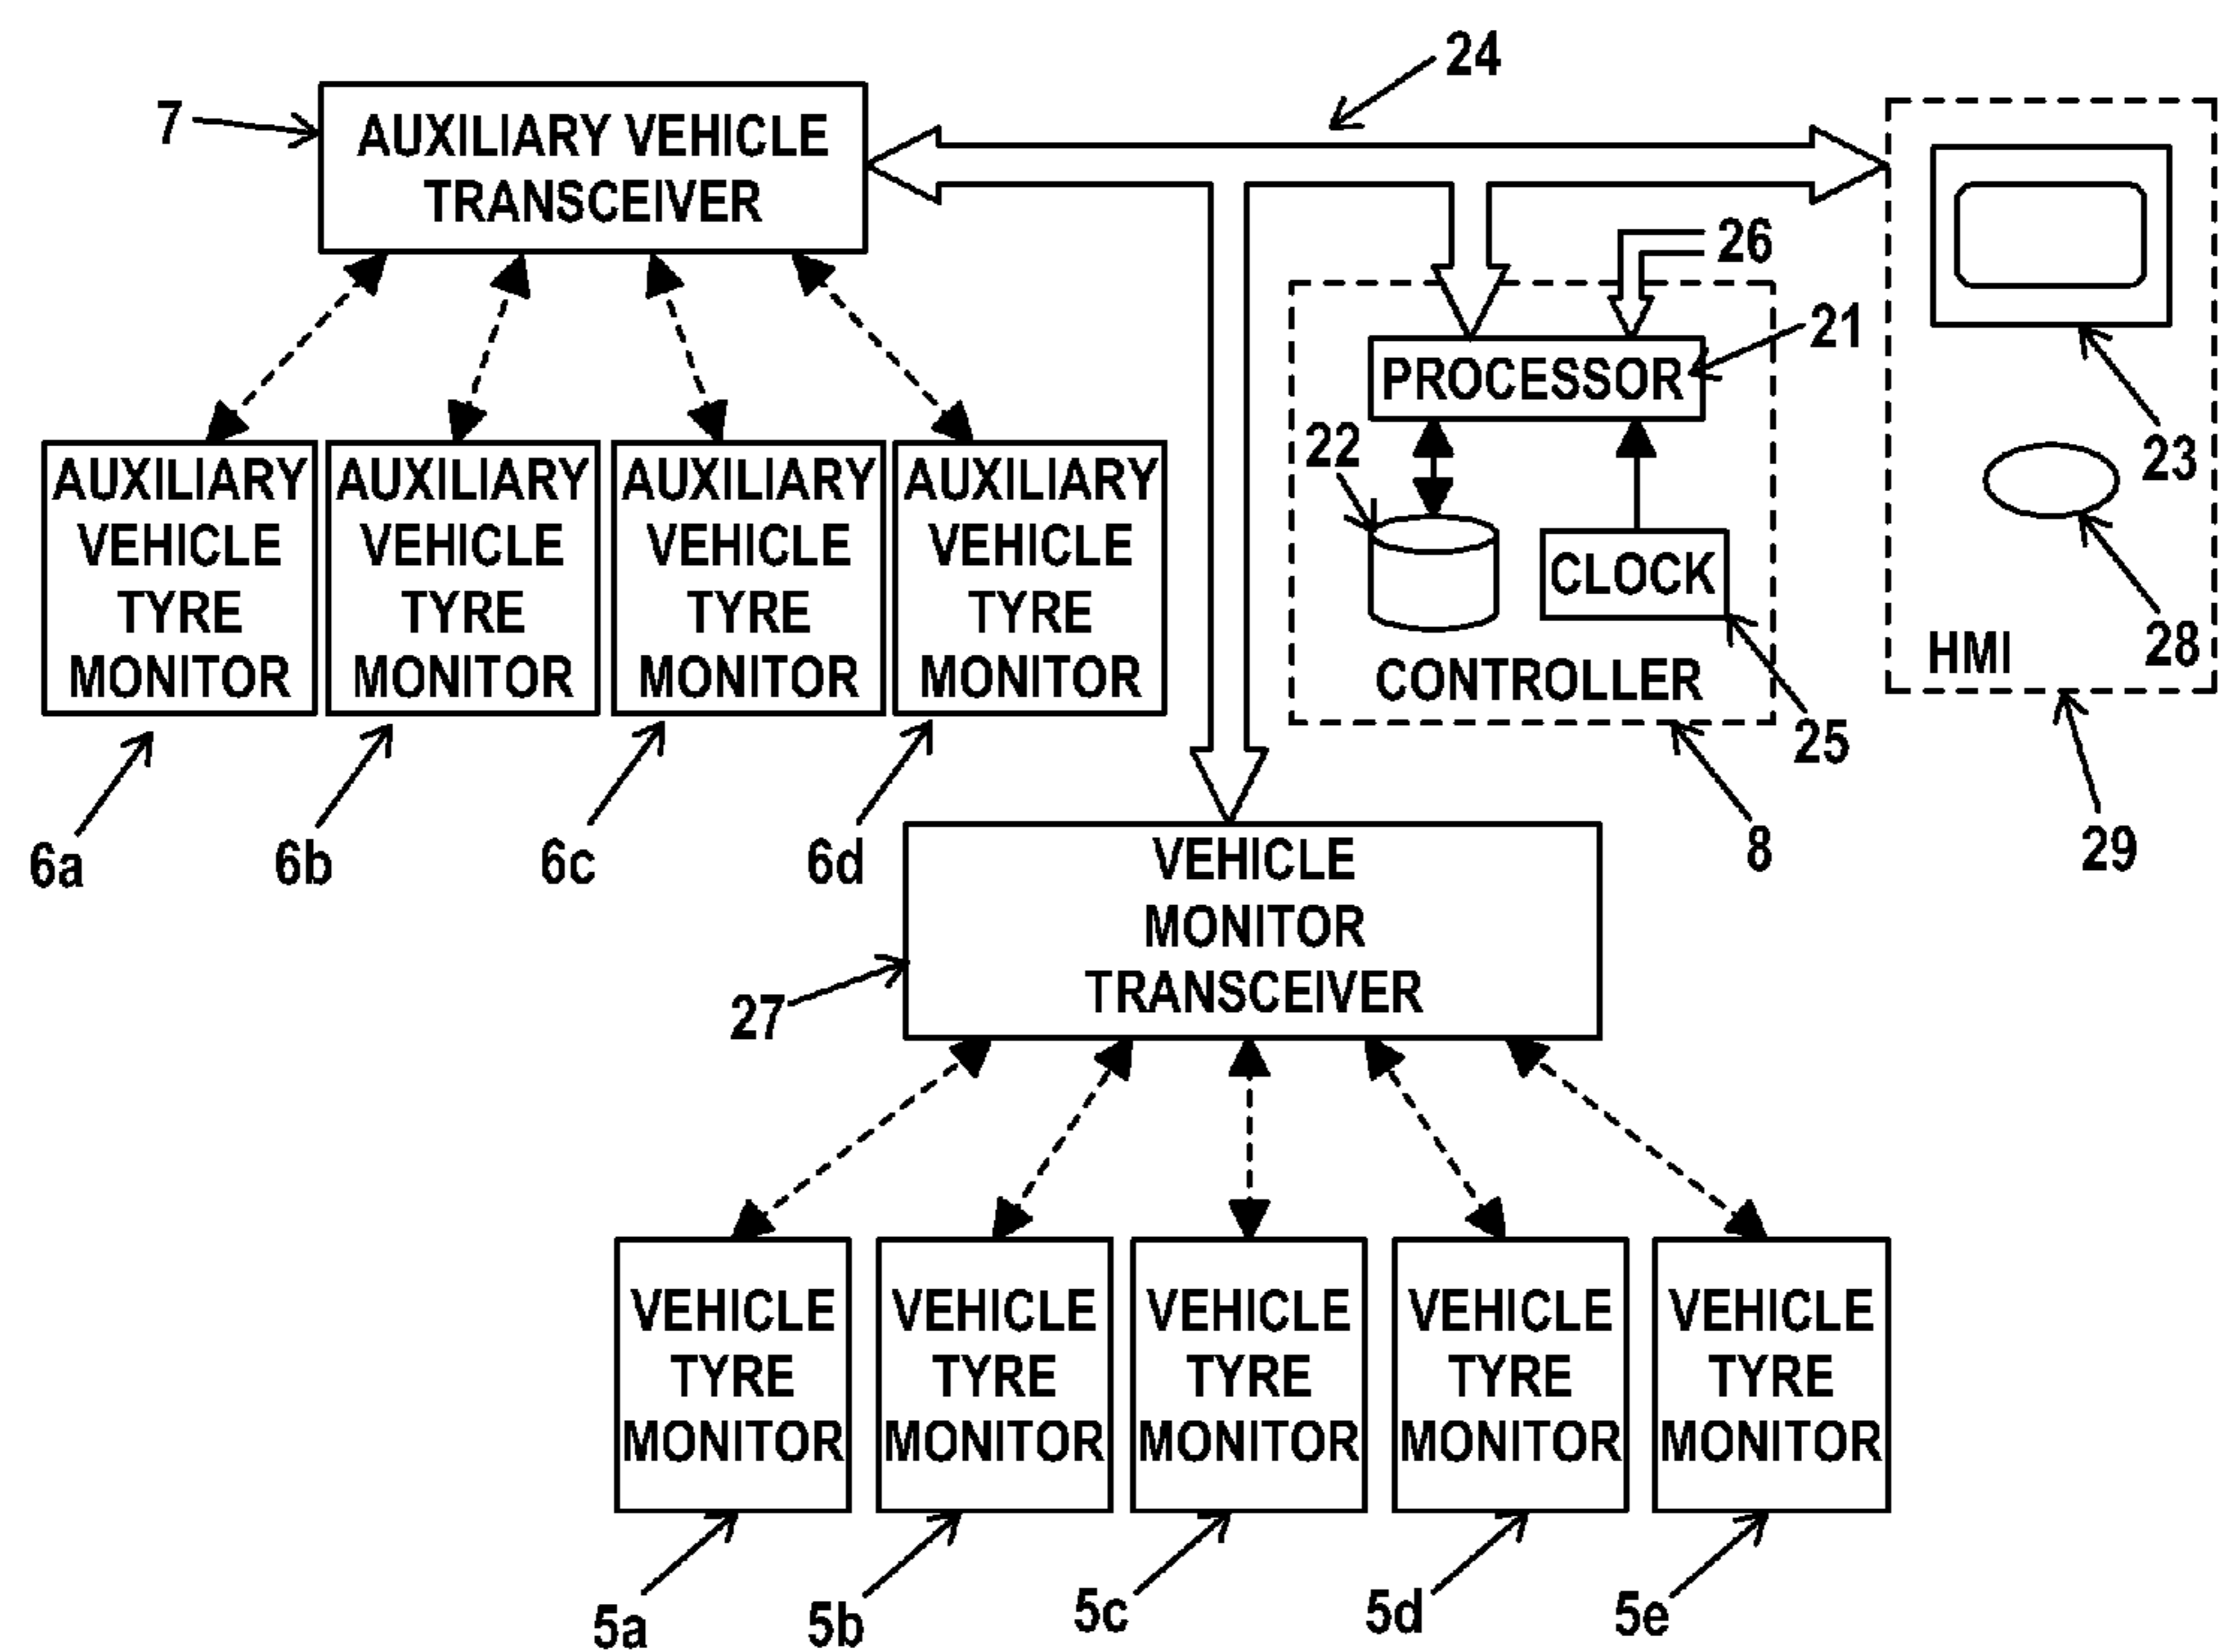 24
7
AUXILIARY VEHICLE
TRANSCEIVER
26
21
PROCESSOR
22
23
CLOCK
28
HMI
CONTROLLER
25
8
29
AUXILIARY
VEHICLE
TYRE
MONITOR
AUXILIARY
VEHICLE
TYRE
MONITOR
AUXILIARY
VEHICLE
TYRE
MONITOR
AUXILIARY
VEHICLE
TYRE
MONITOR
6a
6b
6c
6d
VEHICLE
MONITOR
TRANSCEIVER
27
VEHICLE
TYRE
MONITOR
VEHICLE
TYRE
MONITOR
VEHICLE
TYRE
MONITOR
VEHICLE
TYRE
MONITOR
VEHICLE
TYRE
MONITOR
5a
5b
5c
5d
5e